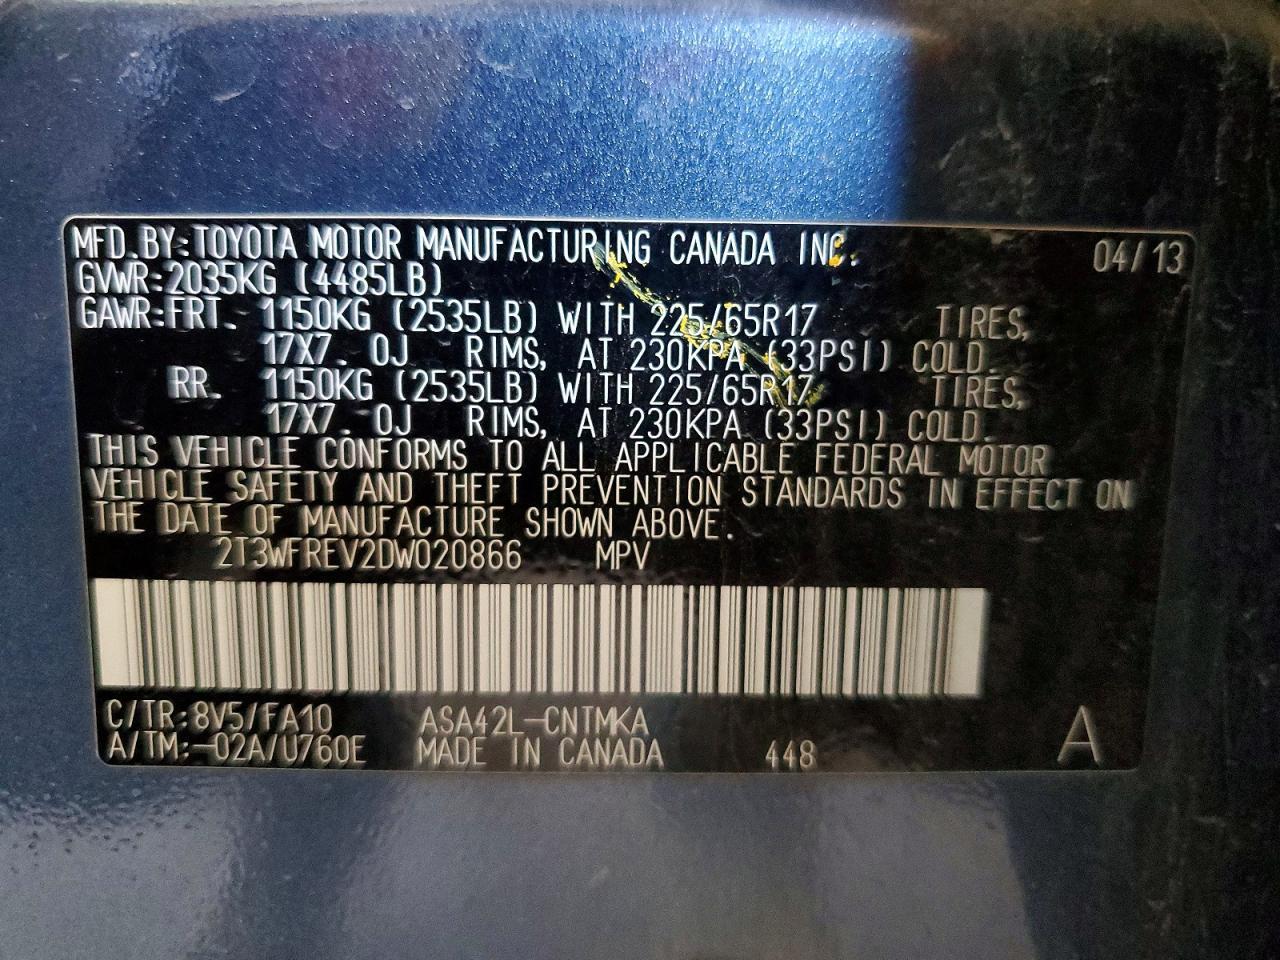 MFD. BY: TOYOTA MOTOR MANUFACTURING CANADA INC. 04/13
GVWR: 2035KG (4485LB)
GAWR: FRT. 1150KG (2535LB) WITH 225/65R17 TIRES,
17X7. 0J RIMS, AT 230KPA (33PSI) COLD.
RR. 1150KG (2535LB) WITH 225/65R17 TIRES,
17X7. 0J RIMS, AT 230KPA (33PSI) COLD.
THIS VEHICLE CONFORMS TO ALL APPLICABLE FEDERAL MOTOR
VEHICLE SAFETY AND THEFT PREVENTION STANDARDS IN EFFECT ON
THE DATE OF MANUFACTURE SHOWN ABOVE.
2T3WFREV2DW020866 MPV
C/TR: 8V5/FA10 ASA42L-CNTMKA
A/TM: -02A/U760E MADE IN CANADA 448 A